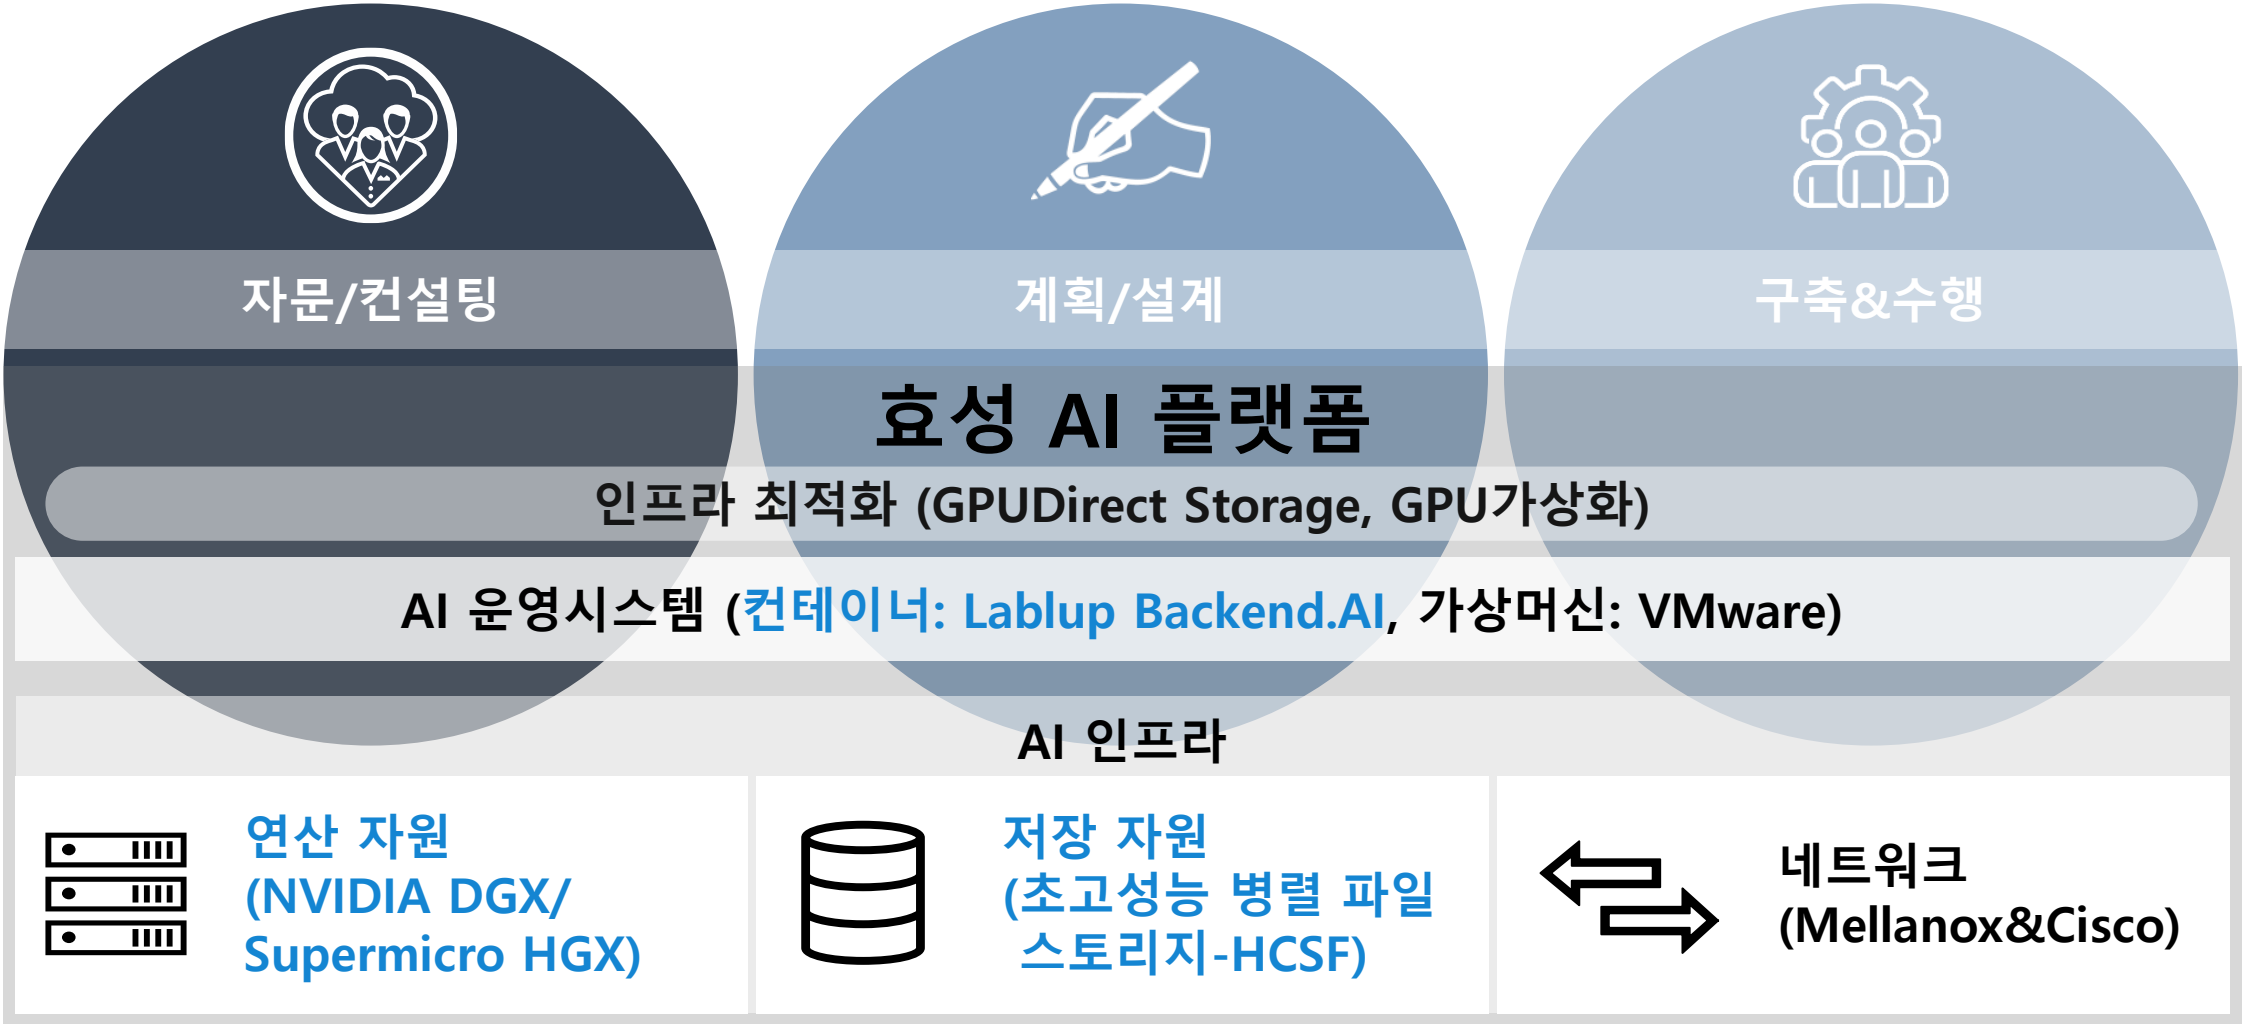 자문/컨설팅
계획/설계
구축&수행
효성 AI 플랫폼
인프라 최적화 (GPUDirect Storage, GPU가상화)
AI 운영시스템 (컨테이너: Lablup Backend.AI, 가상머신: VMware)
AI 인프라
연산 자원
(NVIDIA DGX/
Supermicro HGX)
저장 자원
(초고성능 병렬 파일
스토리지-HCSF)
네트워크
(Mellanox&Cisco)